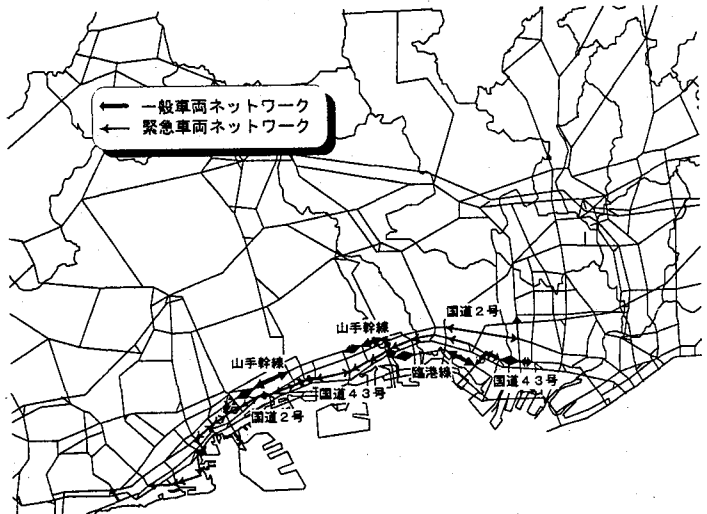 一般車両ネットワーク
緊急車両ネットワーク
国道2号
山手幹線
山手幹線
臨港線
国道43号
国道43号
国道2号